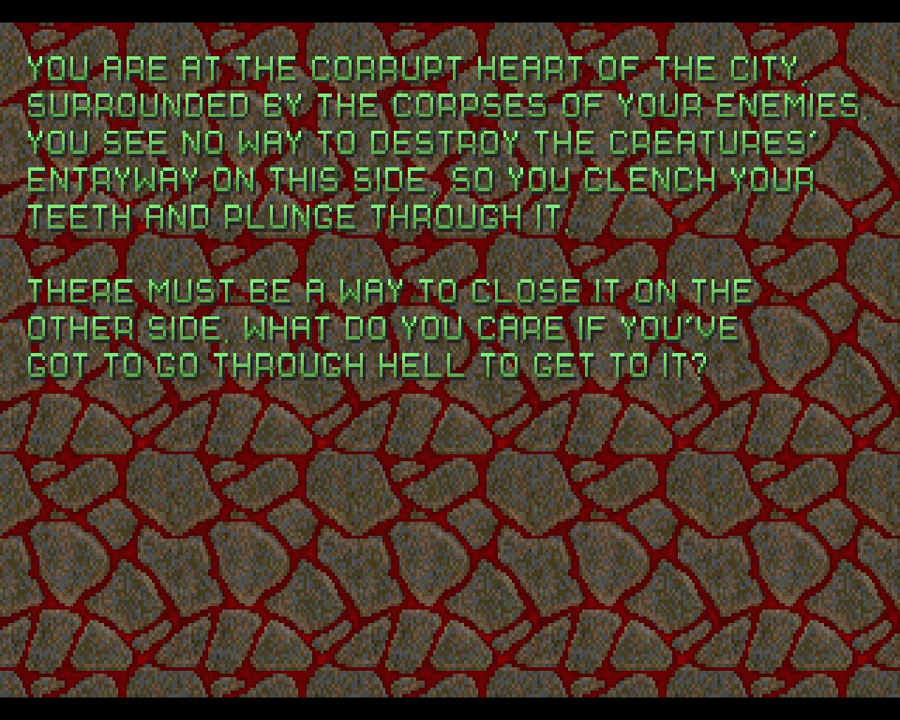 YOU ARE AT THE CORRUPT HEART OF THE CITY,
SURROUNDED BY THE CORPSES OF YOUR ENEMIES.
YOU SEE NO WAY TO DESTROY THE CREATURES'
ENTRYWAY ON THIS SIDE, SO YOU CLENCH YOUR
TEETH AND PLUNGE THROUGH IT.
THERE MUST BE A WAY TO CLOSE IT ON THE
OTHER SIDE. WHAT DO YOU CARE IF YOU'VE
GOT TO GO THROUGH HELL TO GET TO IT?